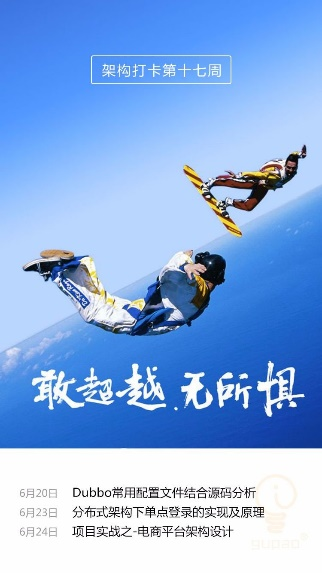 架构打卡第十七周
敢超越.无所惧
6月20日 Dubbo常用配置文件结合源码分析
6月23日 分布式架构下单点登录的实现及原理
6月24日 项目实战之-电商平台架构设计